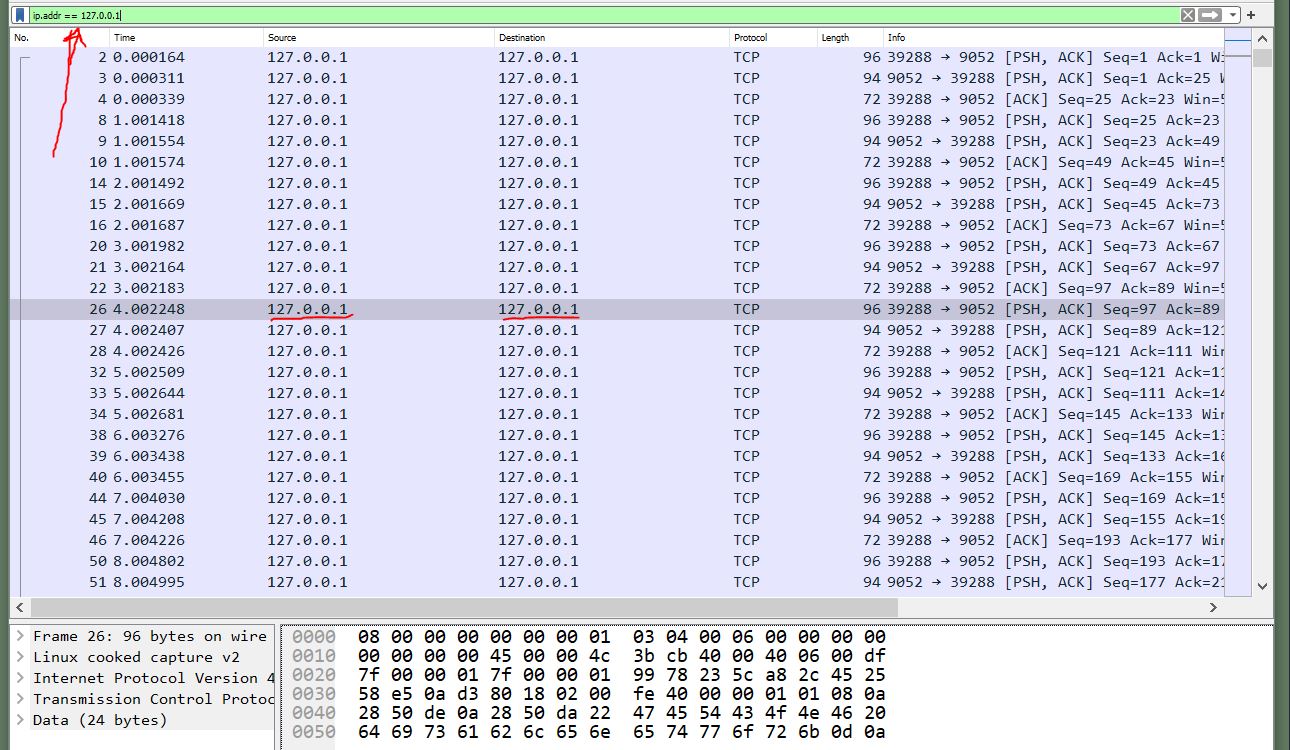 ip.addr == 127.0.0.1
No. Time Source Destination Protocol Length Info
2 0.000164 127.0.0.1 127.0.0.1 TCP 96 39288 → 9052 [PSH, ACK] Seq=1 Ack=1
3 0.000311 127.0.0.1 127.0.0.1 TCP 94 9052 → 39288 [PSH, ACK] Seq=1 Ack=25
4 0.000339 127.0.0.1 127.0.0.1 TCP 72 39288 → 9052 [ACK] Seq=25 Ack=23 Win=5
8 1.001418 127.0.0.1 127.0.0.1 TCP 96 39288 → 9052 [PSH, ACK] Seq=25 Ack=23
9 1.001554 127.0.0.1 127.0.0.1 TCP 94 9052 → 39288 [PSH, ACK] Seq=23 Ack=49
10 1.001574 127.0.0.1 127.0.0.1 TCP 72 39288 → 9052 [ACK] Seq=49 Ack=45 Win=5
14 2.001492 127.0.0.1 127.0.0.1 TCP 96 39288 → 9052 [PSH, ACK] Seq=49 Ack=45
15 2.001669 127.0.0.1 127.0.0.1 TCP 94 9052 → 39288 [PSH, ACK] Seq=45 Ack=73
16 2.001687 127.0.0.1 127.0.0.1 TCP 72 39288 → 9052 [ACK] Seq=73 Ack=67 Win=5
20 3.001982 127.0.0.1 127.0.0.1 TCP 96 39288 → 9052 [PSH, ACK] Seq=73 Ack=67
21 3.002164 127.0.0.1 127.0.0.1 TCP 94 9052 → 39288 [PSH, ACK] Seq=67 Ack=97
22 3.002183 127.0.0.1 127.0.0.1 TCP 72 39288 → 9052 [ACK] Seq=97 Ack=89 Win=5
26 4.002248 127.0.0.1 127.0.0.1 TCP 96 39288 → 9052 [PSH, ACK] Seq=97 Ack=89
27 4.002407 127.0.0.1 127.0.0.1 TCP 94 9052 → 39288 [PSH, ACK] Seq=89 Ack=121
28 4.002426 127.0.0.1 127.0.0.1 TCP 72 39288 → 9052 [ACK] Seq=121 Ack=111 Win
32 5.002509 127.0.0.1 127.0.0.1 TCP 96 39288 → 9052 [PSH, ACK] Seq=121 Ack=11
33 5.002644 127.0.0.1 127.0.0.1 TCP 94 9052 → 39288 [PSH, ACK] Seq=111 Ack=14
34 5.002681 127.0.0.1 127.0.0.1 TCP 72 39288 → 9052 [ACK] Seq=145 Ack=133 Win
38 6.003276 127.0.0.1 127.0.0.1 TCP 96 39288 → 9052 [PSH, ACK] Seq=145 Ack=13
39 6.003438 127.0.0.1 127.0.0.1 TCP 94 9052 → 39288 [PSH, ACK] Seq=133 Ack=16
40 6.003455 127.0.0.1 127.0.0.1 TCP 72 39288 → 9052 [ACK] Seq=169 Ack=155 Win
44 7.004030 127.0.0.1 127.0.0.1 TCP 96 39288 → 9052 [PSH, ACK] Seq=169 Ack=15
45 7.004208 127.0.0.1 127.0.0.1 TCP 94 9052 → 39288 [PSH, ACK] Seq=155 Ack=19
46 7.004226 127.0.0.1 127.0.0.1 TCP 72 39288 → 9052 [ACK] Seq=193 Ack=177 Win
50 8.004802 127.0.0.1 127.0.0.1 TCP 96 39288 → 9052 [PSH, ACK] Seq=193 Ack=17
51 8.004995 127.0.0.1 127.0.0.1 TCP 94 9052 → 39288 [PSH, ACK] Seq=177 Ack=21
Frame 26: 96 bytes on wire
Linux cooked capture v2
Internet Protocol Version 4
Transmission Control Protoc
Data (24 bytes)
0000 08 00 00 00 00 00 00 01 03 04 00 06 00 00 00 00
0010 00 00 00 00 45 00 00 4c 3b cb 40 00 40 06 00 df
0020 7f 00 00 01 7f 00 00 01 99 78 23 5c a8 2c 45 25
0030 58 e5 0a d3 80 18 02 00 fe 40 00 00 01 01 08 0a
0040 28 50 de 0a 28 50 da 22 47 45 54 43 4f 4e 46 20
0050 64 69 73 61 62 6c 65 6e 65 74 77 6f 72 6b 0d 0a